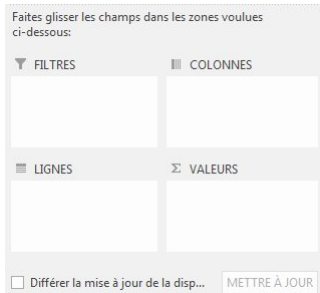 Faites glisser les champs dans les zones voulues
ci-dessous:
FILTRES
COLONNES
LIGNES
Σ VALEURS
Différer la mise à jour de la disp...
METTRE À JOUR